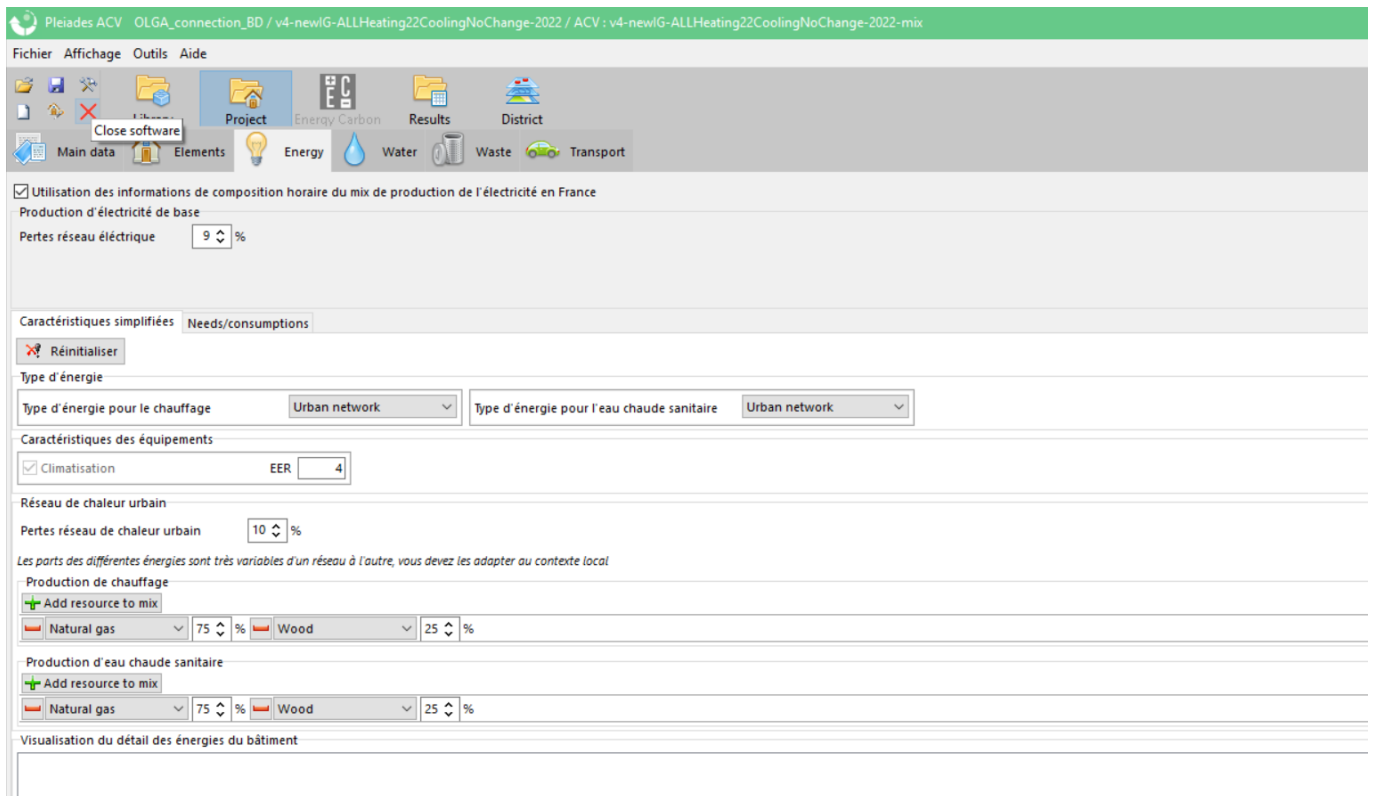 Pleiades ACV OLGA_connection_BD / v4-newIG-ALLHeating22CoolingNoChange-2022 / ACV : v4-newIG-ALLHeating22CoolingNoChange-2022-mix
Fichier Affichage Outils Aide
Project Energy Carbon Results District
Close software
Main data Elements Energy Water Waste Transport
Utilisation des informations de composition horaire du mix de production de l'électricité en France
Production d'électricité de base
Pertes réseau éléctrique 9 %
Caractéristiques simplifiées Needs/consumptions
Réinitialiser
Type d'énergie
Type d'énergie pour le chauffage Urban network Type d'énergie pour l'eau chaude sanitaire Urban network
Caractéristiques des équipements
Climatisation EER 4
Réseau de chaleur urbain
Pertes réseau de chaleur urbain 10 %
Les parts des différentes énergies sont très variables d'un réseau à l'autre, vous devez les adapter au contexte local
Production de chauffage
Add resource to mix
Natural gas 75 % Wood 25 %
Production d'eau chaude sanitaire
Add resource to mix
Natural gas 75 % Wood 25 %
Visualisation du détail des énergies du bâtiment